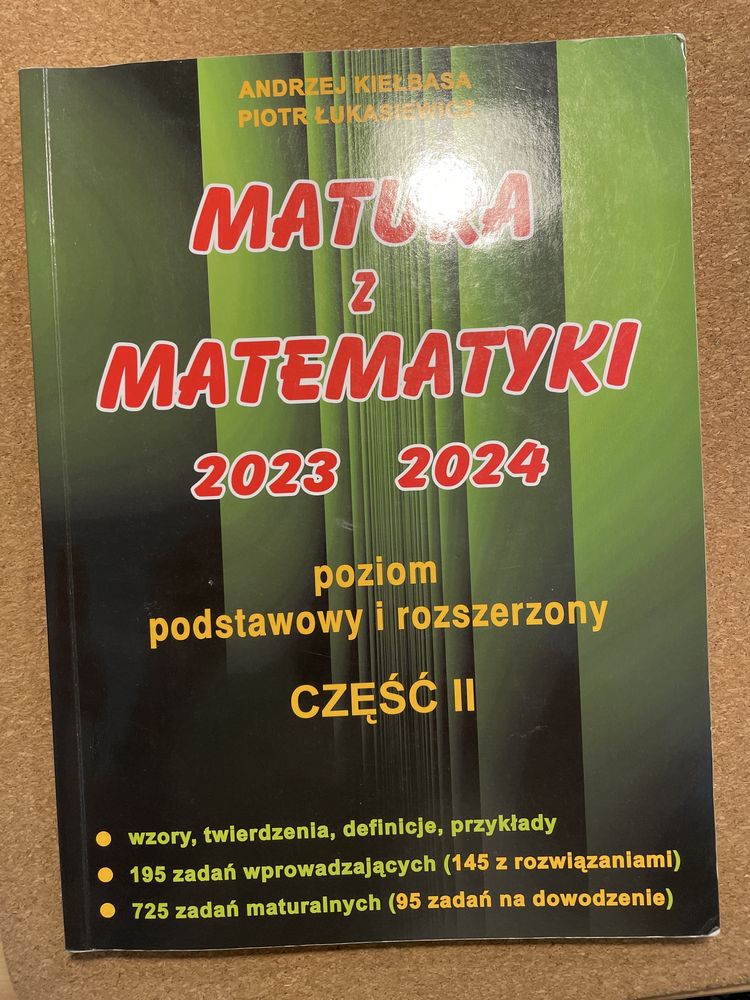 ANDRZEJ KIEŁBASA
PIOTR ŁUKASIEWICZ
MATURA
Z
MATEMATYKI
2023 2024
poziom
podstawowy i rozszerzony
CZĘŚĆ II
wzory, twierdzenia, definicje, przykłady
195 zadań wprowadzających (145 z rozwiązaniami)
725 zadań maturalnych (95 zadań na dowodzenie)